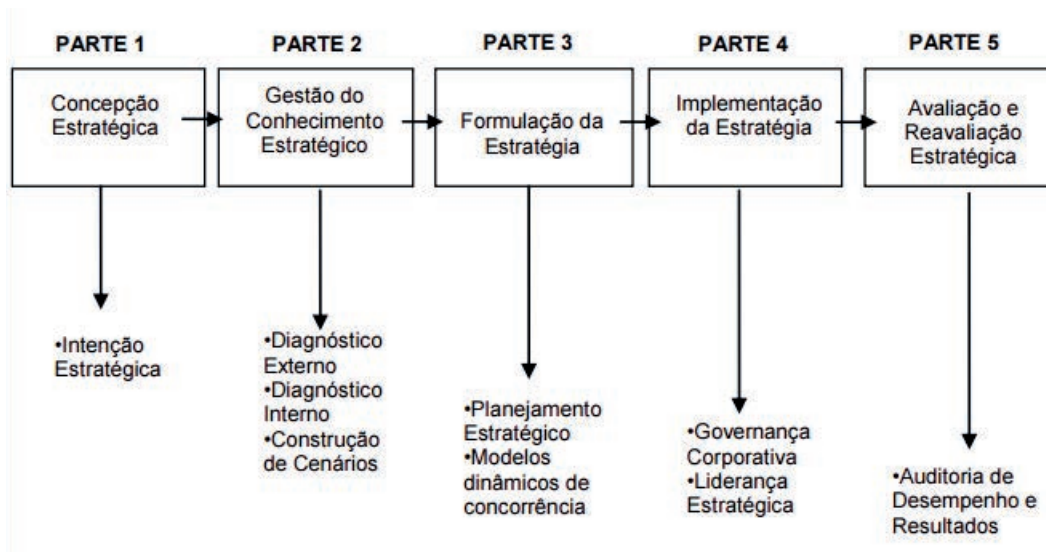 PARTE 1
PARTE 2
PARTE 3
PARTE 4
PARTE 5
Concepção
Estratégica
Gestão do
Conhecimento
Estratégico
Formulação da
Estratégia
Implementação
da Estratégia
Avaliação e
Reavaliação
Estratégica
•Intenção
Estratégica
•Diagnóstico
Externo
•Diagnóstico
Interno
•Construção
de Cenários
•Planejamento
Estratégico
•Modelos
dinâmicos de
concorrência
•Governança
Corporativa
•Liderança
Estratégica
•Auditoria de
Desempenho e
Resultados